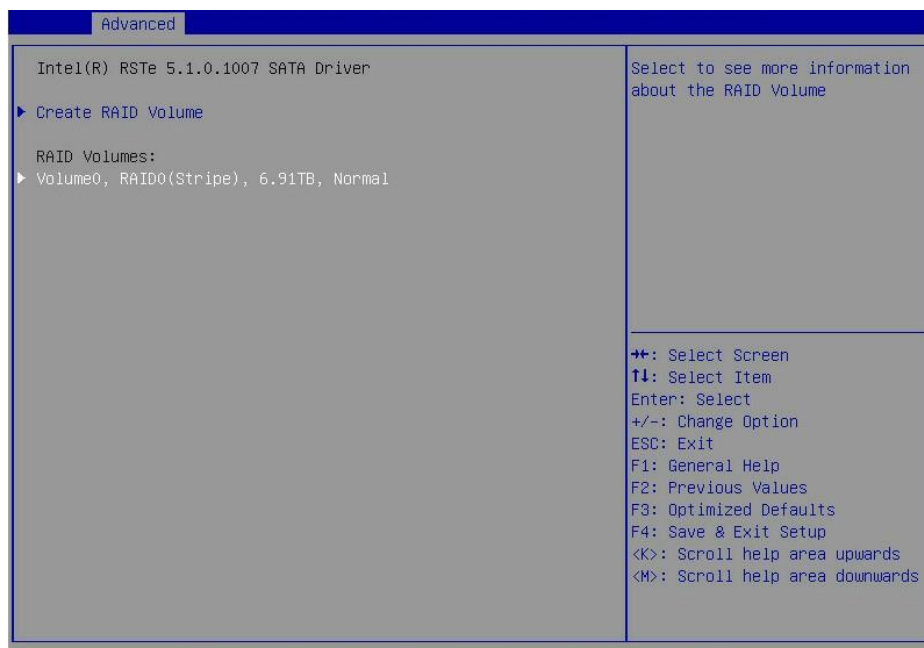 Advanced
Intel(R) RSTe 5.1.0.1007 SATA Driver
Create RAID Volume
RAID Volumes:
Volume0, RAID0(Stripe), 6.91TB, Normal
Select to see more information
about the RAID Volume
→←: Select Screen
↑↓: Select Item
Enter: Select
+/-: Change Option
ESC: Exit
F1: General Help
F2: Previous Values
F3: Optimized Defaults
F4: Save & Exit Setup
<K>: Scroll help area upwards
<M>: Scroll help area downwards